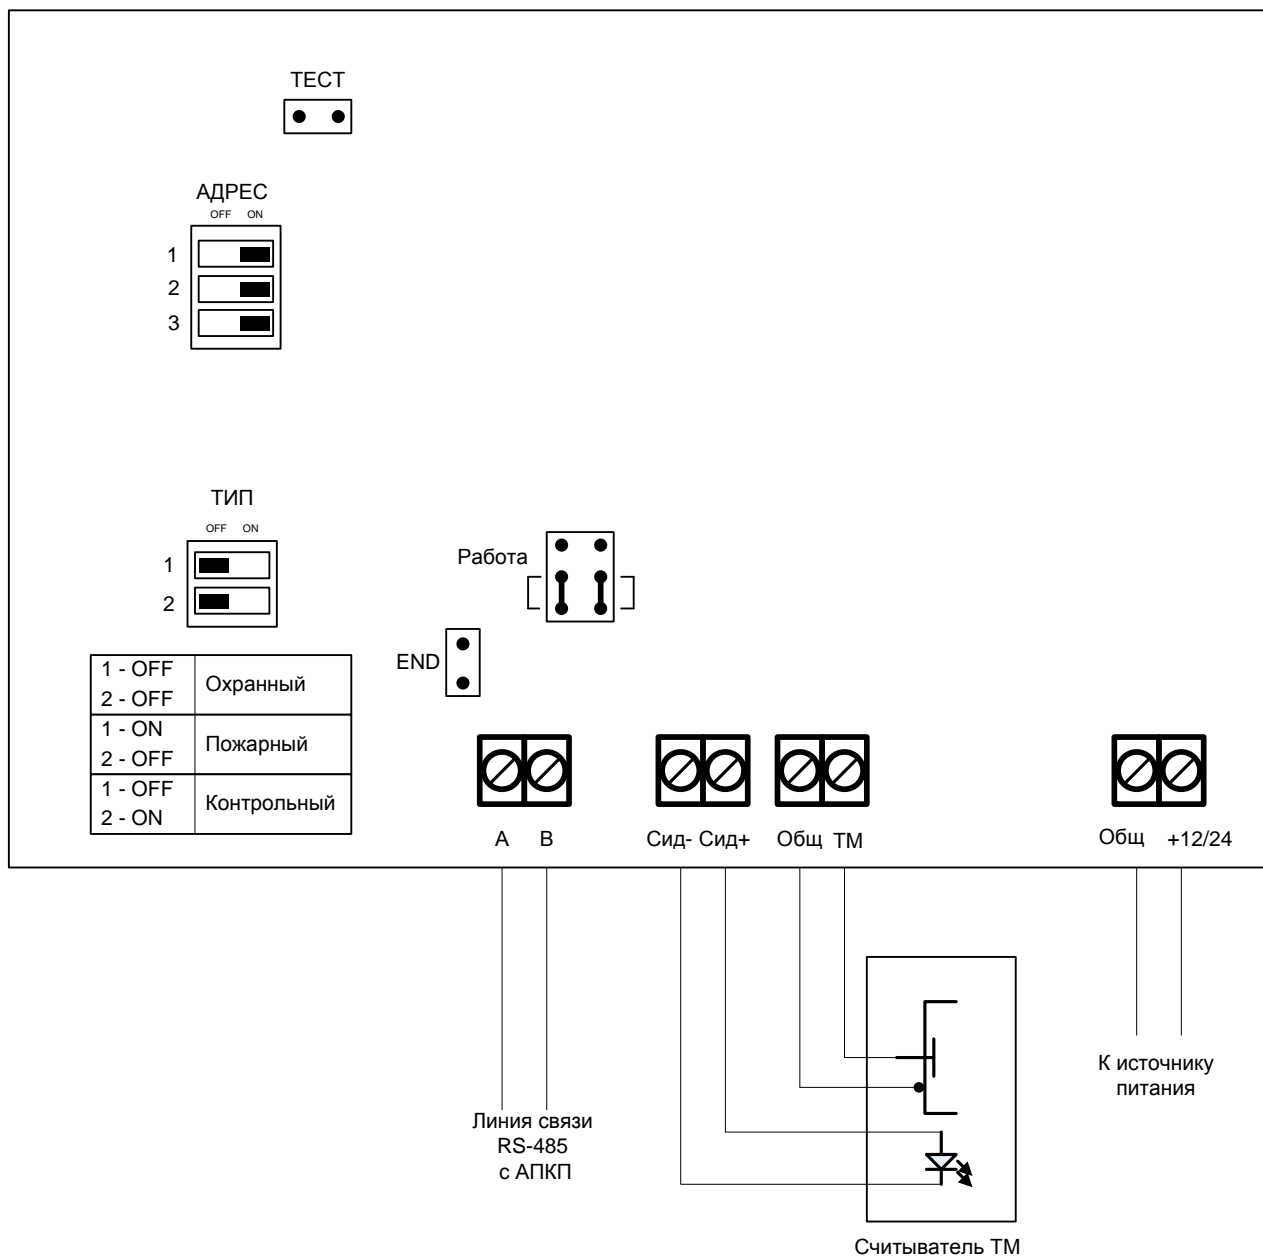 ТЕСТ
АДРЕС
OFF ON
1
2
3
ТИП
OFF ON
1
2
Работа
END
1 - OFF
2 - OFF
Охранный
1 - ON
2 - OFF
Пожарный
1 - OFF
2 - ON
Контрольный
A B Сид- Сид+ Общ ТМ Общ +12/24
К источнику
питания
Линия связи
RS-485
с АПКП
Считыватель ТМ